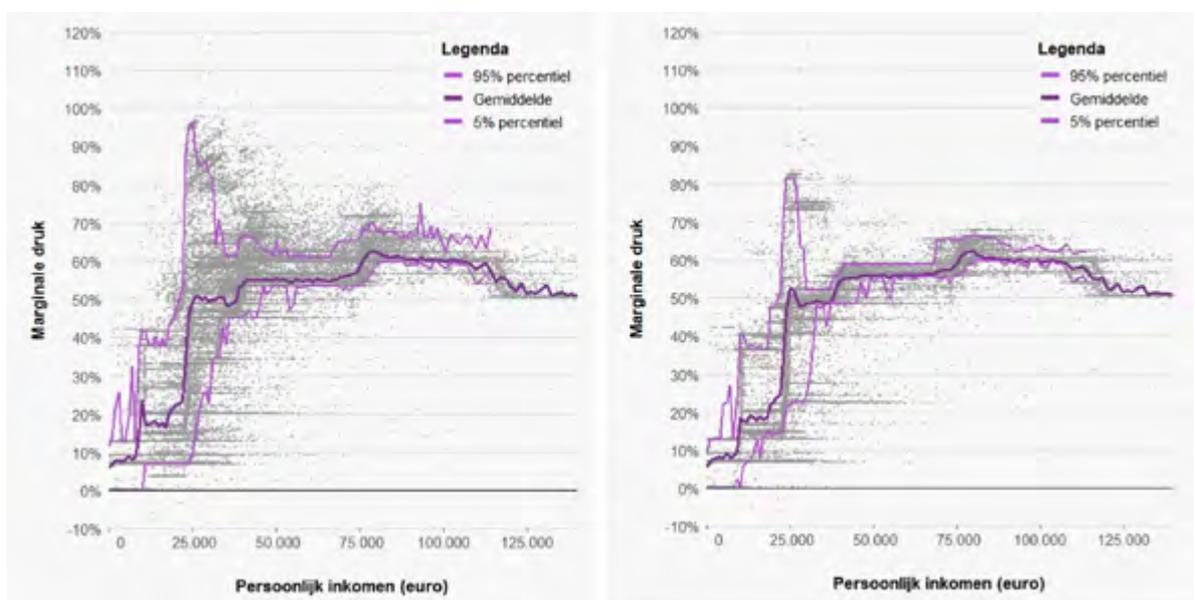 120%
110%
100%
90%
80%
70%
60%
50%
40%
30%
20%
10%
0%
-10%
Marginale druk
Legenda
95% percentiel
Gemiddelde
5% percentiel
0 25.000 50.000 75.000 100.000 125.000
Persoonlijk inkomen (euro)
120%
110%
100%
90%
80%
70%
60%
50%
40%
30%
20%
10%
0%
-10%
Marginale druk
Legenda
95% percentiel
Gemiddelde
5% percentiel
0 25.000 50.000 75.000 100.000 125.000
Persoonlijk inkomen (euro)